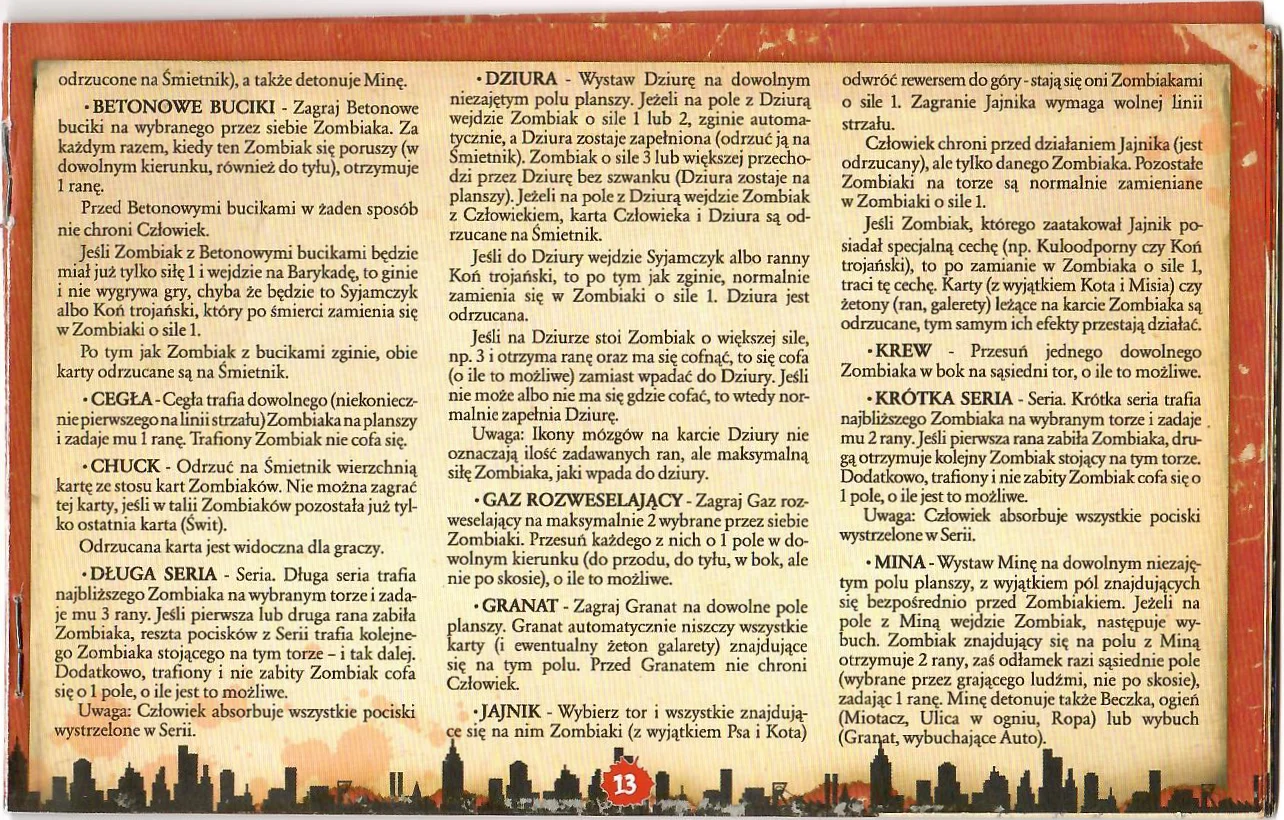 odrzucone na Śmietnik), a także detonuje Minę.
• BETONOWE BUCIKI - Zagraj Betonowe
buciki na wybranego przez siebie Zombiaka. Za
każdym razem, kiedy ten Zombiak się poruszy (w
dowolnym kierunku, również do tyłu), otrzymuje
1 ranę.
Przed Betonowymi bucikami w żaden sposób
nie chroni Człowiek.
Jeśli Zombiak z Betonowymi bucikami będzie
miał już tylko siłę 1 i wejdzie na Barykadę, to ginie
i nie wygrywa gry, chyba że będzie to Syjamczyk
albo Koń trojański, który po śmierci zamienia się
w Zombiaki o sile 1.
Po tym jak Zombiak z bucikami zginie, obie
karty odrzucane są na Śmietnik.
• CEGŁA - Cegła trafia dowolnego (niekoniecz-
nie pierwszego na linii strzału) Zombiaka na planszy
i zadaje mu 1 ranę. Trafiony Zombiak nie cofa się.
• CHUCK - Odrzuć na Śmietnik wierzchnią
kartę ze stosu kart Zombiaków. Nie można zagrać
tej karty, jeśli w talii Zombiaków pozostała już tyl-
ko ostatnia karta (Świt).
Odrzucana karta jest widoczna dla graczy.
• DŁUGA SERIA - Seria. Długa seria trafia
najbliższego Zombiaka na wybranym torze i zada-
je mu 3 rany. Jeśli pierwsza lub druga rana zabiła
Zombiaka, reszta pocisków z Serii trafia kolejne-
go Zombiaka stojącego na tym torze – i tak dalej.
Dodatkowo, trafiony i nie zabity Zombiak cofa
się o 1 pole, o ile jest to możliwe.
Uwaga: Człowiek absorbuje wszystkie pociski
wystrzelone w Serii.
• DZIURA - Wystaw Dziurę na dowolnym
niezajętym polu planszy. Jeżeli na pole z Dziurą
wejdzie Zombiak o sile 1 lub 2, zginie automa-
tycznie, a Dziura zostaje zapełniona (odrzuć ją na
Śmietnik). Zombiak o sile 3 lub większej przecho-
dzi przez Dziurę bez szwanku (Dziura zostaje na
planszy). Jeżeli na pole z Dziurą wejdzie Zombiak
z Człowiekiem, karta Człowieka i Dziura są od-
rzucane na Śmietnik.
Jeśli do Dziury wejdzie Syjamczyk albo ranny
Koń trojański, to po tym jak zginie, normalnie
zamienia się w Zombiaki o sile 1. Dziura jest
odrzucana.
Jeśli na Dziurze stoi Zombiak o większej sile,
np. 3 i otrzyma ranę oraz ma się cofnąć, to się cofa
(o ile to możliwe) zamiast wpadać do Dziury. Jeśli
nie może albo nie ma się gdzie cofać, to wtedy nor-
malnie zapełnia Dziurę.
Uwaga: Ikony mózgów na karcie Dziury nie
oznaczają ilość zadawanych ran, ale maksymalną
siłę Zombiaka, jaki wpada do dziury.
• GAZ ROZWESELAJĄCY - Zagraj Gaz roz-
weselający na maksymalnie 2 wybrane przez siebie
Zombiaki. Przesuń każdego z nich o 1 pole w do-
wolnym kierunku (do przodu, do tyłu, w bok, ale
nie po skosie), o ile to możliwe.
• GRANAT - Zagraj Granat na dowolne pole
planszy. Granat automatycznie niszczy wszystkie
karty (i ewentualny żeton galarety) znajdujące
się na tym polu. Przed Granatem nie chroni
Człowiek.
• JAJNIK - Wybierz tor i wszystkie znajdują-
ce się na nim Zombiaki (z wyjątkiem Psa i Kota)
odwróć rewersem do góry - stają się oni Zombiakami
o sile 1. Zagranie Jajnika wymaga wolnej linii
strzału.
Człowiek chroni przed działaniem Jajnika (jest
odrzucany), ale tylko danego Zombiaka. Pozostałe
Zombiaki na torze są normalnie zamieniane
w Zombiaki o sile 1.
Jeśli Zombiak, którego zaatakował Jajnik po-
siadał specjalną cechę (np. Kuloodporny czy Koń
trojański), to po zamianie w Zombiaka o sile 1,
traci tę cechę. Karty (z wyjątkiem Kota i Misia) czy
żetony (ran, galerety) leżące na karcie Zombiaka są
odrzucane, tym samym ich efekty przestają działać.
• KREW - Przesuń jednego dowolnego
Zombiaka w bok na sąsiedni tor, o ile to możliwe.
• KRÓTKA SERIA - Seria. Krótka seria trafia
najbliższego Zombiaka na wybranym torze i zadaje
mu 2 rany. Jeśli pierwsza rana zabiła Zombiaka, dru-
gą otrzymuje kolejny Zombiak stojący na tym torze.
Dodatkowo, trafiony i nie zabity Zombiak cofa się o
1 pole, o ile jest to możliwe.
Uwaga: Człowiek absorbuje wszystkie pociski
wystrzelone w Serii.
• MINA - Wystaw Minę na dowolnym niezaję-
tym polu planszy, z wyjątkiem pól znajdujących
się bezpośrednio przed Zombiakiem. Jeżeli na
pole z Miną wejdzie Zombiak, następuje wy-
buch. Zombiak znajdujący się na polu z Miną
otrzymuje 2 rany, zaś odłamek razi sąsiednie pole
(wybrane przez grającego ludźmi, nie po skosie),
zadając 1 ranę. Minę detonuje także Beczka, ogień
(Miotacz, Ulica w ogniu, Ropa) lub wybuch
(Granat, wybuchające Auto).
13